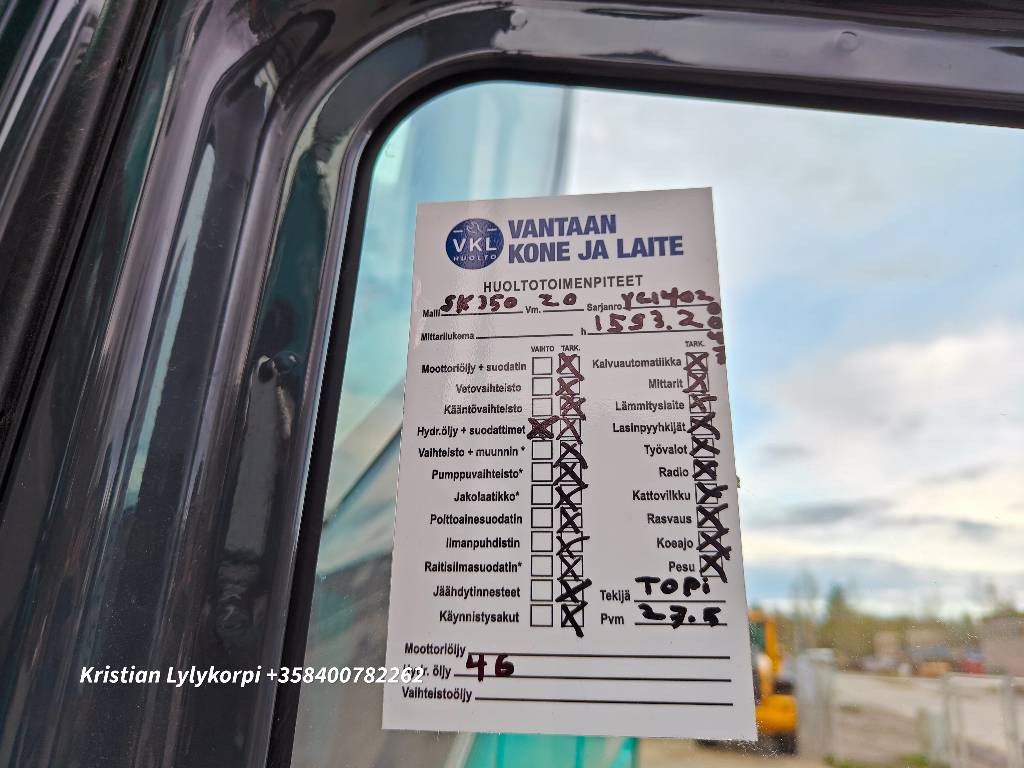 VKL
HUOLTO
VANTAAN
KONE JA LAITE
HUOLTOTOIMENPITEET
Malli SK350 Vm. 20 Sarjanro
Mittarilukema h 1553.2
VAIHTO TARK. TARK.
Moottoriöljy + suodatin Kalvuautomatiikka
Vetovaihteisto Mittarit
Kääntövaihteisto Lämmityslaite
Hydr.öljy + suodattimet Lasinpyyhkijät
Vaihteisto + muunnin * Työvalot
Pumppuvaihteisto* Radio
Jakolaatikko* Kattovilkku
Polttoainesuodatin Rasvaus
Ilmanpuhdistin Koeajo
Raitisilmasuodatin* Pesu
Jäähdytinnesteet Tekijä TOPi
Käynnistysakut Pvm 27.5
Moottoriöljy
Hydr. öljy 46
Vaihteistoöljy
Kristian Lylykorpi +358400782262